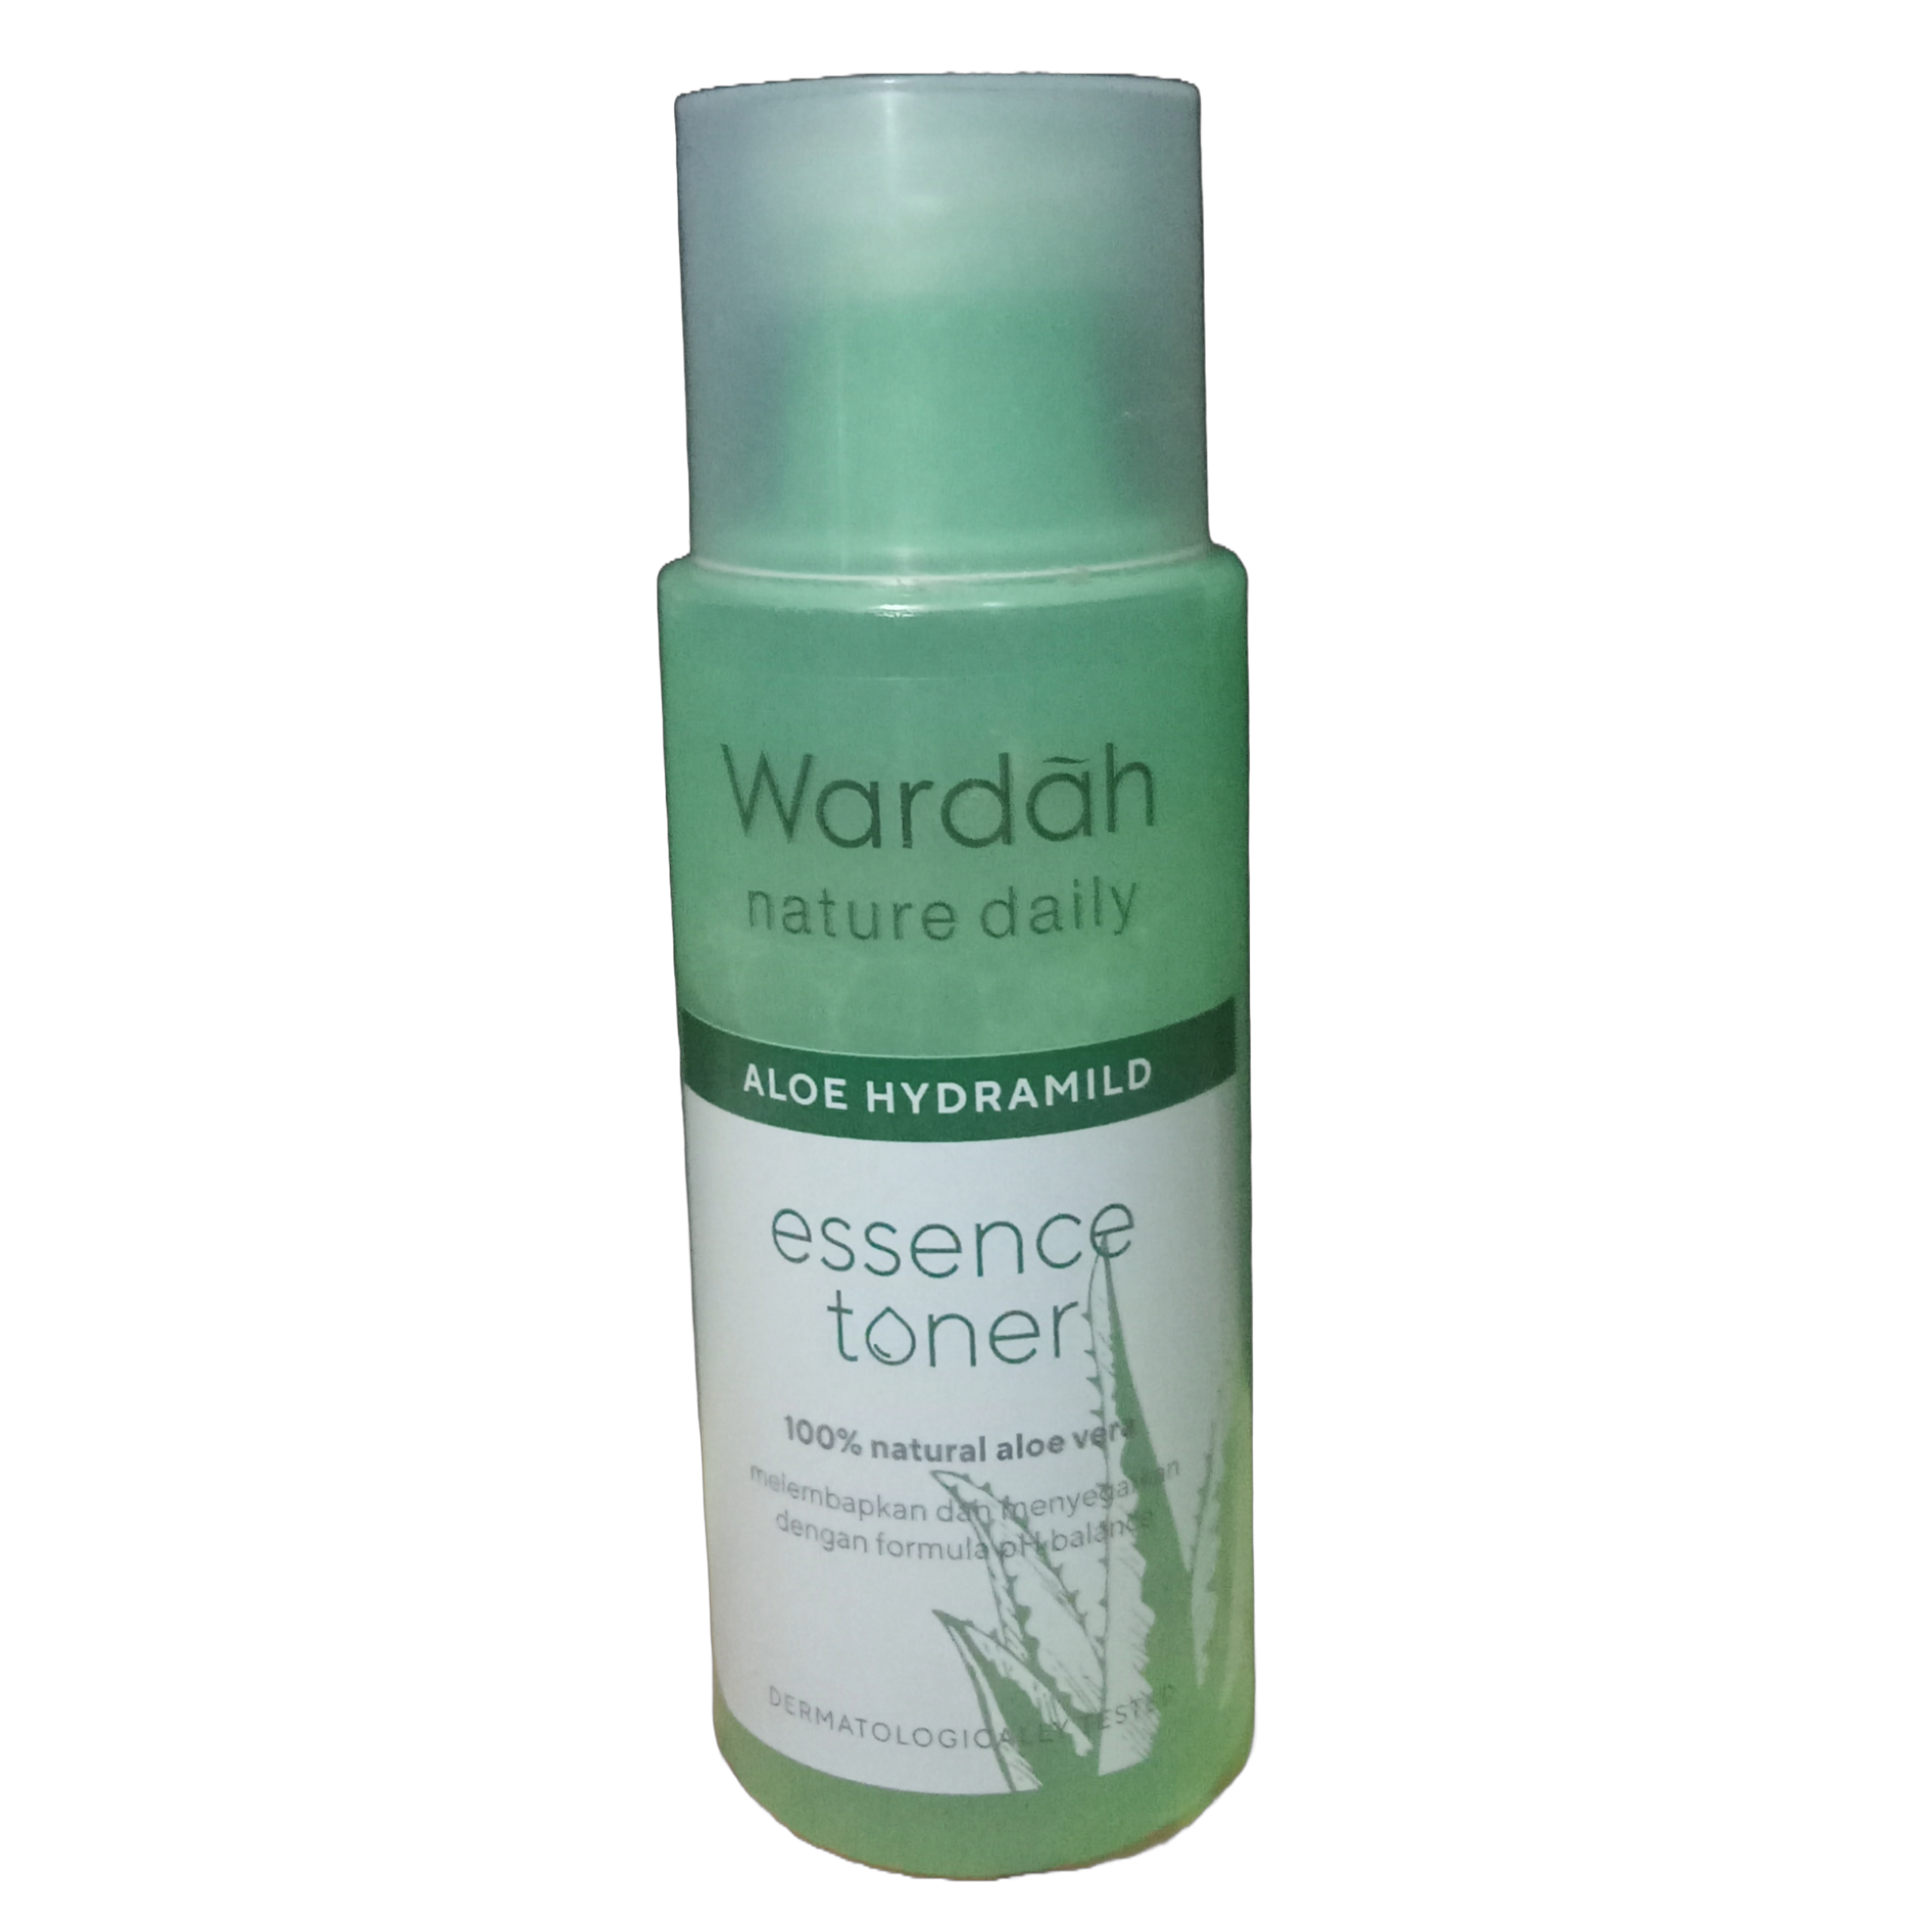 Wardāh
nature daily
ALOE HYDRAMILD
essence
toner
100% natural aloe vera
melembapkan dan menyegarkan
dengan formula pH balance
DERMATOLOGICALLY TESTED